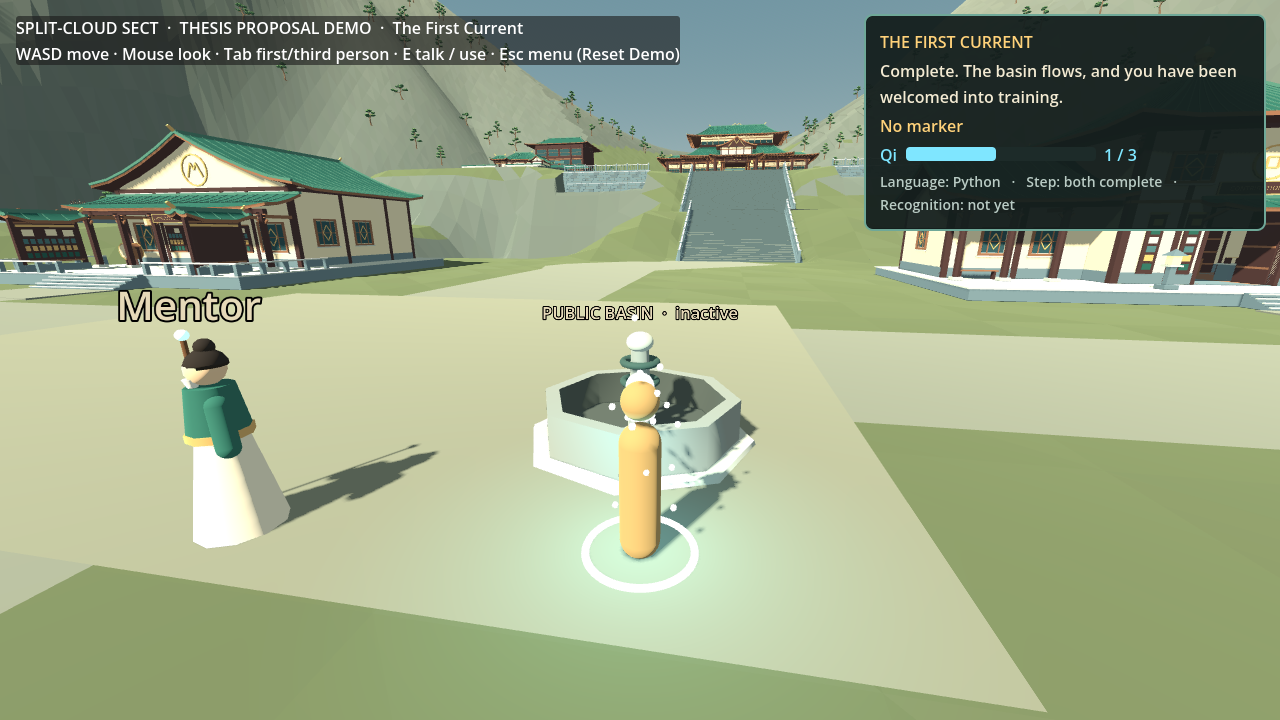 SPLIT-CLOUD SECT · THESIS PROPOSAL DEMO · The First Current
WASD move · Mouse look · Tab first/third person · E talk / use · Esc menu (Reset Demo)
THE FIRST CURRENT
Complete. The basin flows, and you have been
welcomed into training.
No marker
Qi 1 / 3
Language: Python · Step: both complete ·
Recognition: not yet
Mentor
PUBLIC BASIN · inactive